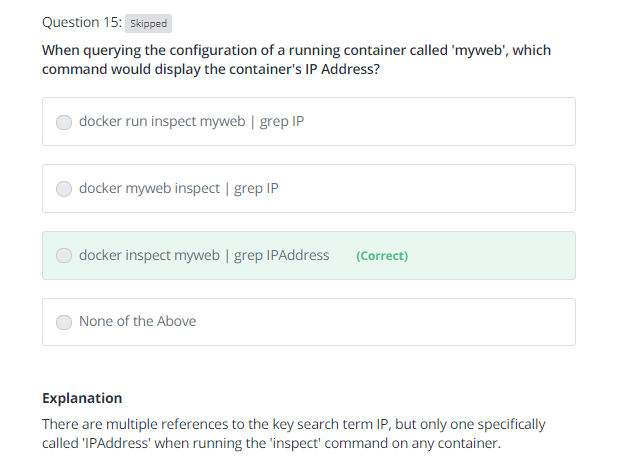 Question 15: Skipped
When querying the configuration of a running container called 'myweb', which
command would display the container's IP Address?
docker run inspect myweb | grep IP
docker myweb inspect | grep IP
docker inspect myweb | grep IPAddress (Correct)
None of the Above
Explanation
There are multiple references to the key search term IP, but only one specifically
called 'IPAddress' when running the 'inspect' command on any container.